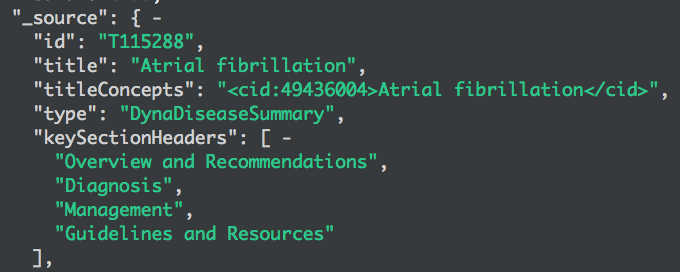 "_source": { -
"id": "T115288",
"title": "Atrial fibrillation",
"titleConcepts": "<cid:49436004>Atrial fibrillation</cid>",
"type": "DynaDiseaseSummary",
"keySectionHeaders": [ -
"Overview and Recommendations",
"Diagnosis",
"Management",
"Guidelines and Resources"
],